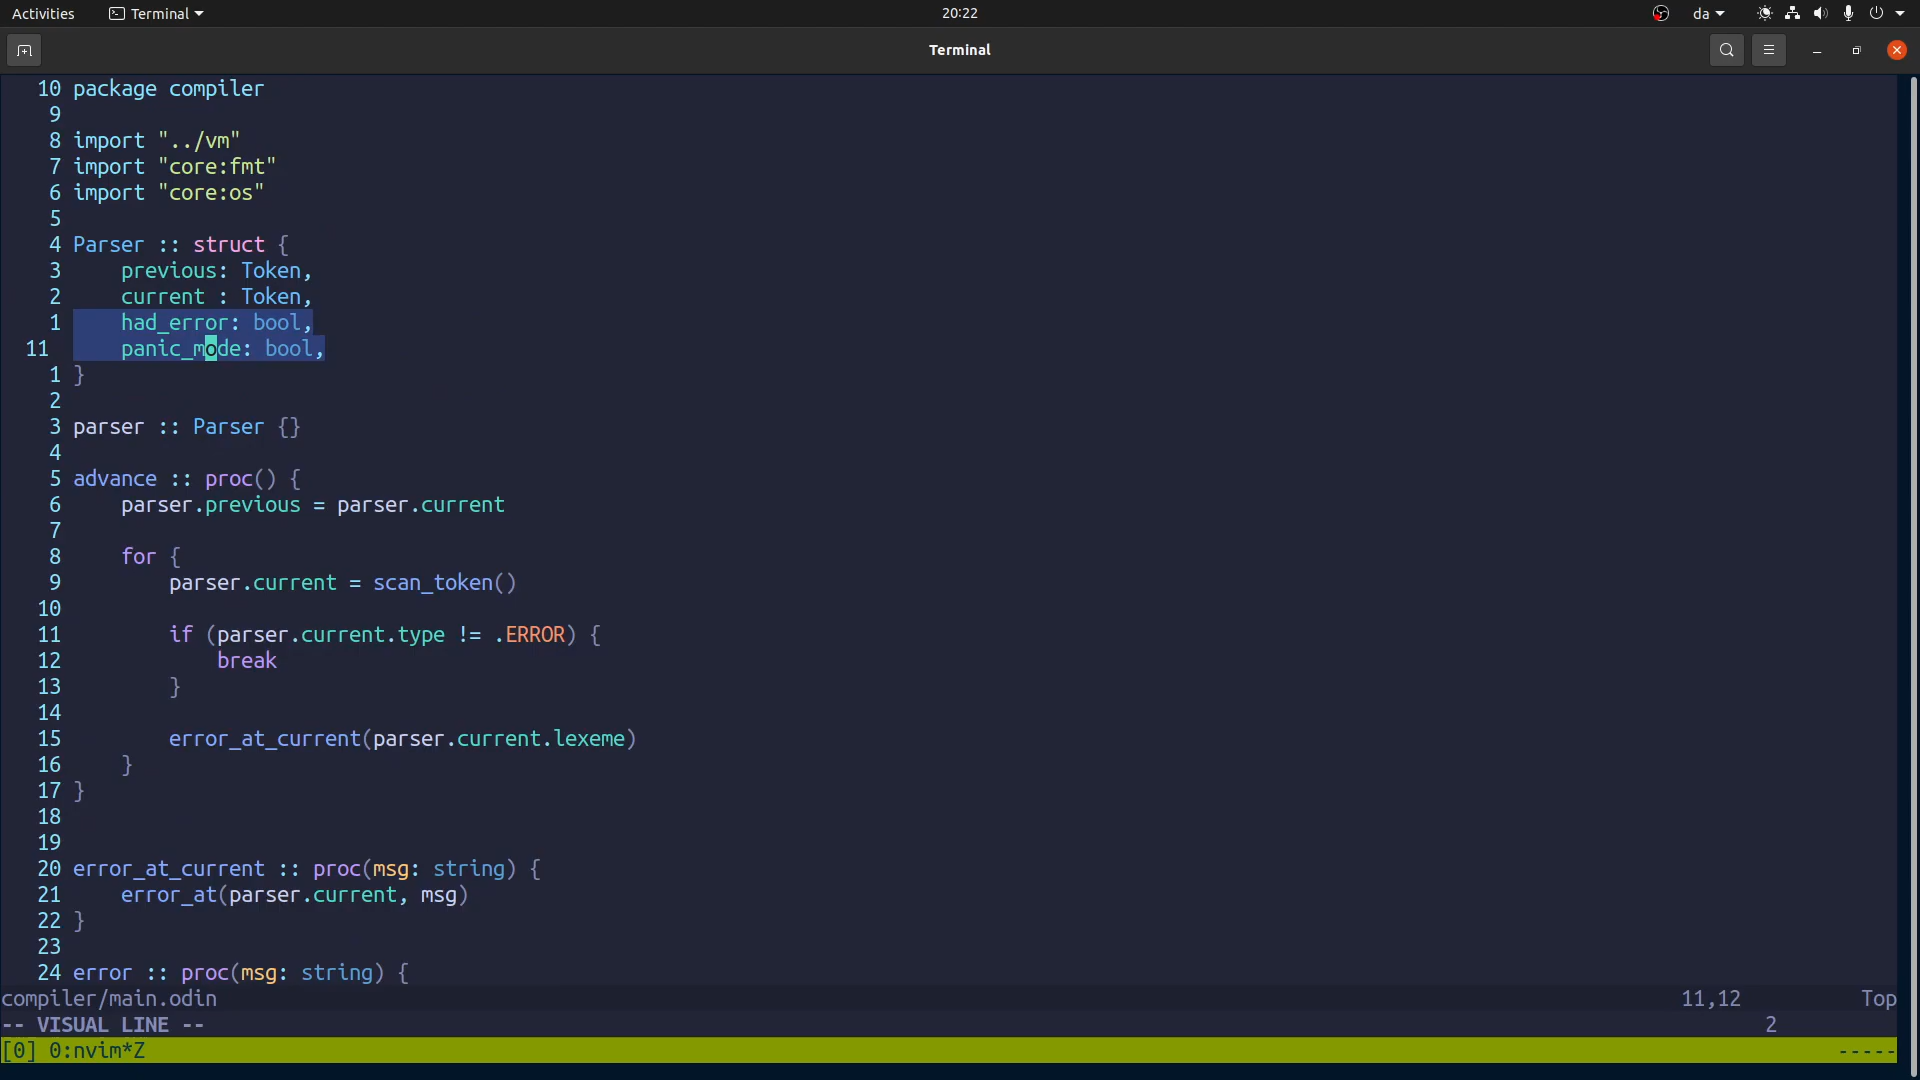 Activities Terminal 20:22 da
Terminal
10 package compiler
9
8 import "../vm"
7 import "core:fmt"
6 import "core:os"
5
4 Parser :: struct {
3     previous: Token,
2     current : Token,
1     had_error: bool,
11     panic_mode: bool,
1 }
2
3 parser :: Parser {}
4
5 advance :: proc() {
6     parser.previous = parser.current
7
8     for {
9         parser.current = scan_token()
10
11         if (parser.current.type != .ERROR) {
12             break
13         }
14
15         error_at_current(parser.current.lexeme)
16     }
17 }
18
19
20 error_at_current :: proc(msg: string) {
21     error_at(parser.current, msg)
22 }
23
24 error :: proc(msg: string) {
compiler/main.odin 11,12 Top
-- VISUAL LINE -- 2
[0] 0:nvim*Z -----